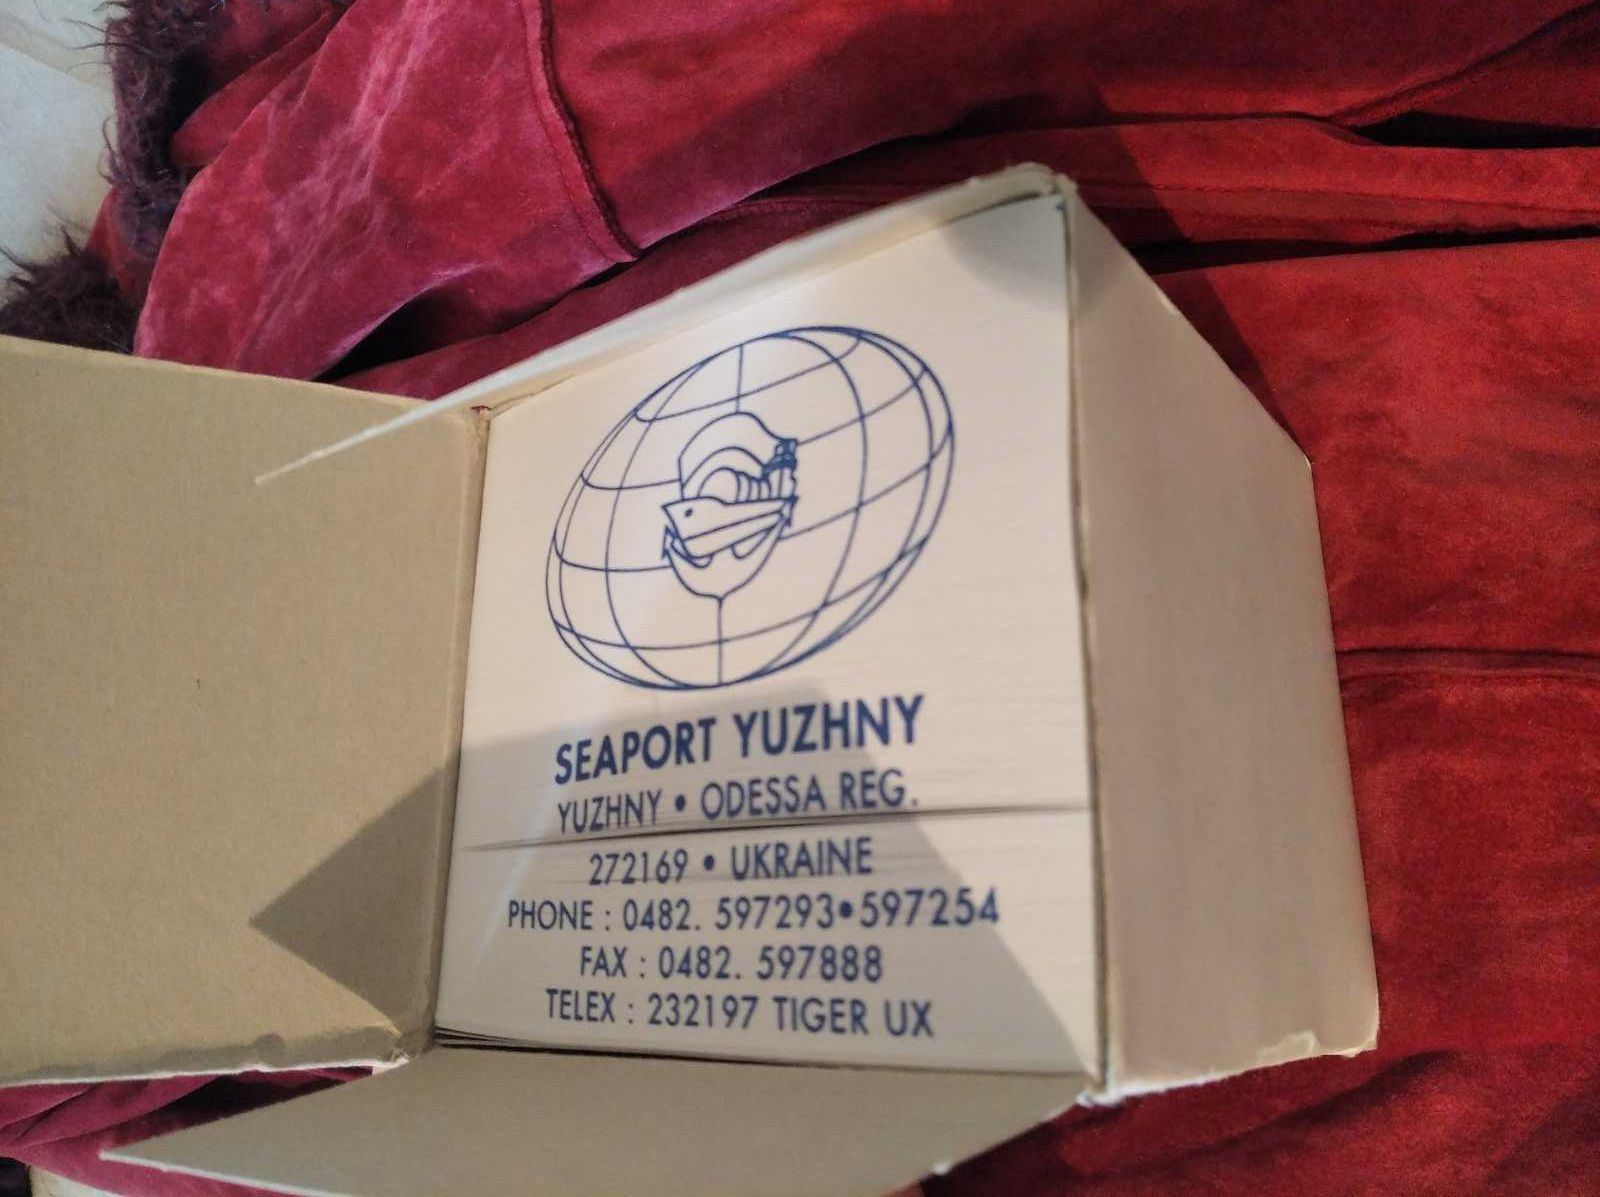 SEAPORT YUZHNY
YUZHNY • ODESSA REG.
272169 • UKRAINE
PHONE : 0482. 597293•597254
FAX : 0482. 597888
TELEX : 232197 TIGER UX